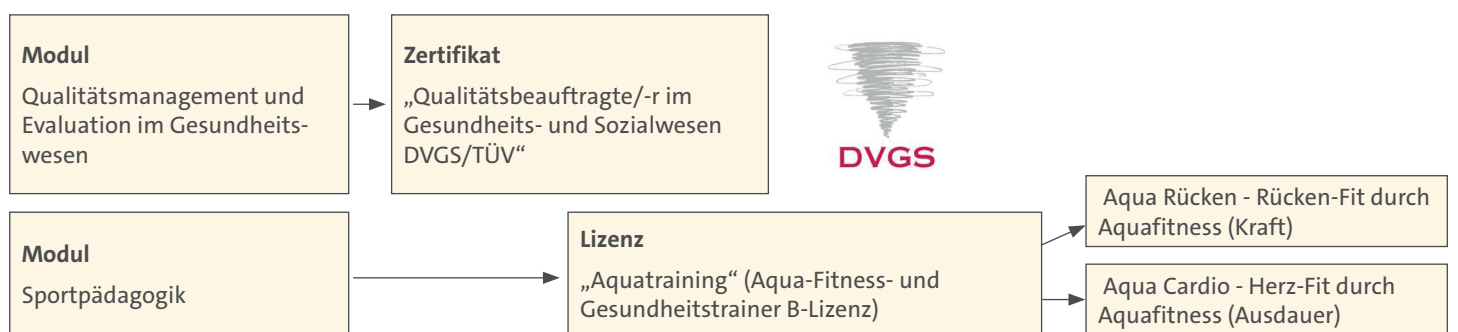 Modul
Qualitätsmanagement und
Evaluation im Gesundheits-
wesen
Zertifikat
„Qualitätsbeauftragte/-r im
Gesundheits- und Sozialwesen
DVGS/TÜV“
DVGS
Modul
Sportpädagogik
Lizenz
„Aquatraining“ (Aqua-Fitness- und
Gesundheitstrainer B-Lizenz)
Aqua Rücken - Rücken-Fit durch
Aquafitness (Kraft)
Aqua Cardio - Herz-Fit durch
Aquafitness (Ausdauer)